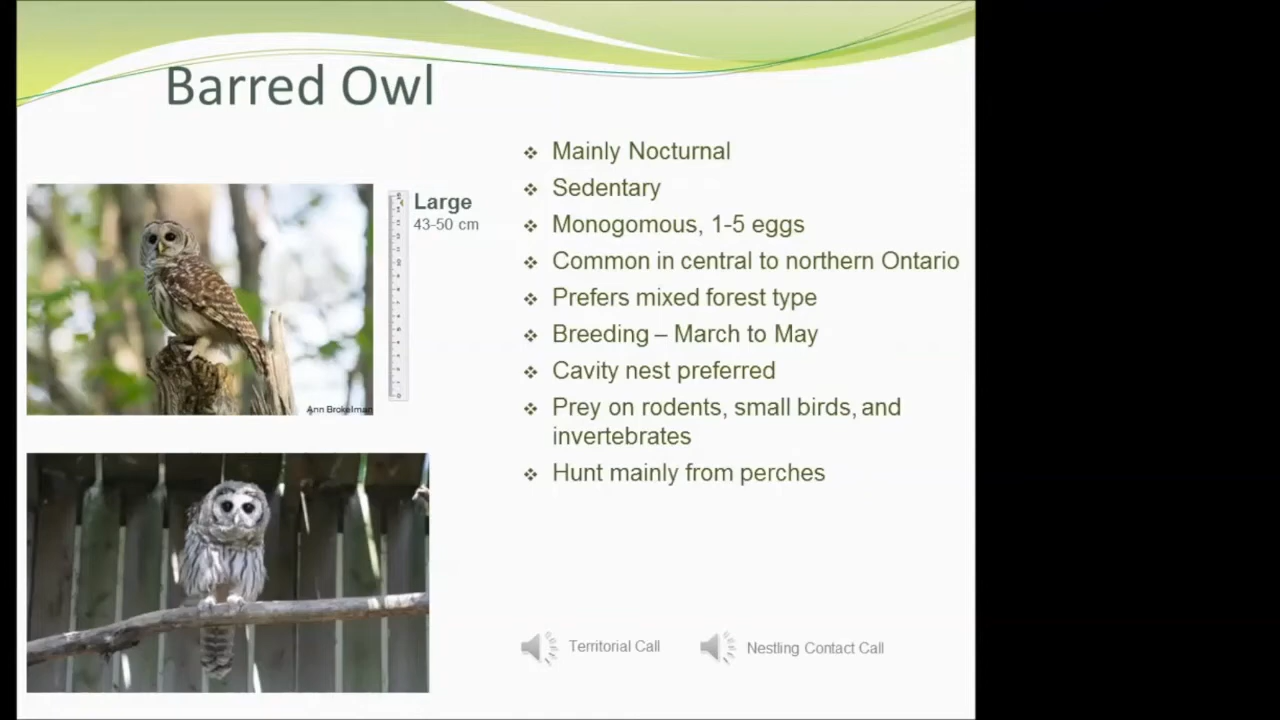 Barred Owl
Large
43-50 cm
Ann Brokelman
❖ Mainly Nocturnal
❖ Sedentary
❖ Monogomous, 1-5 eggs
❖ Common in central to northern Ontario
❖ Prefers mixed forest type
❖ Breeding – March to May
❖ Cavity nest preferred
❖ Prey on rodents, small birds, and
invertebrates
❖ Hunt mainly from perches
Territorial Call
Nestling Contact Call